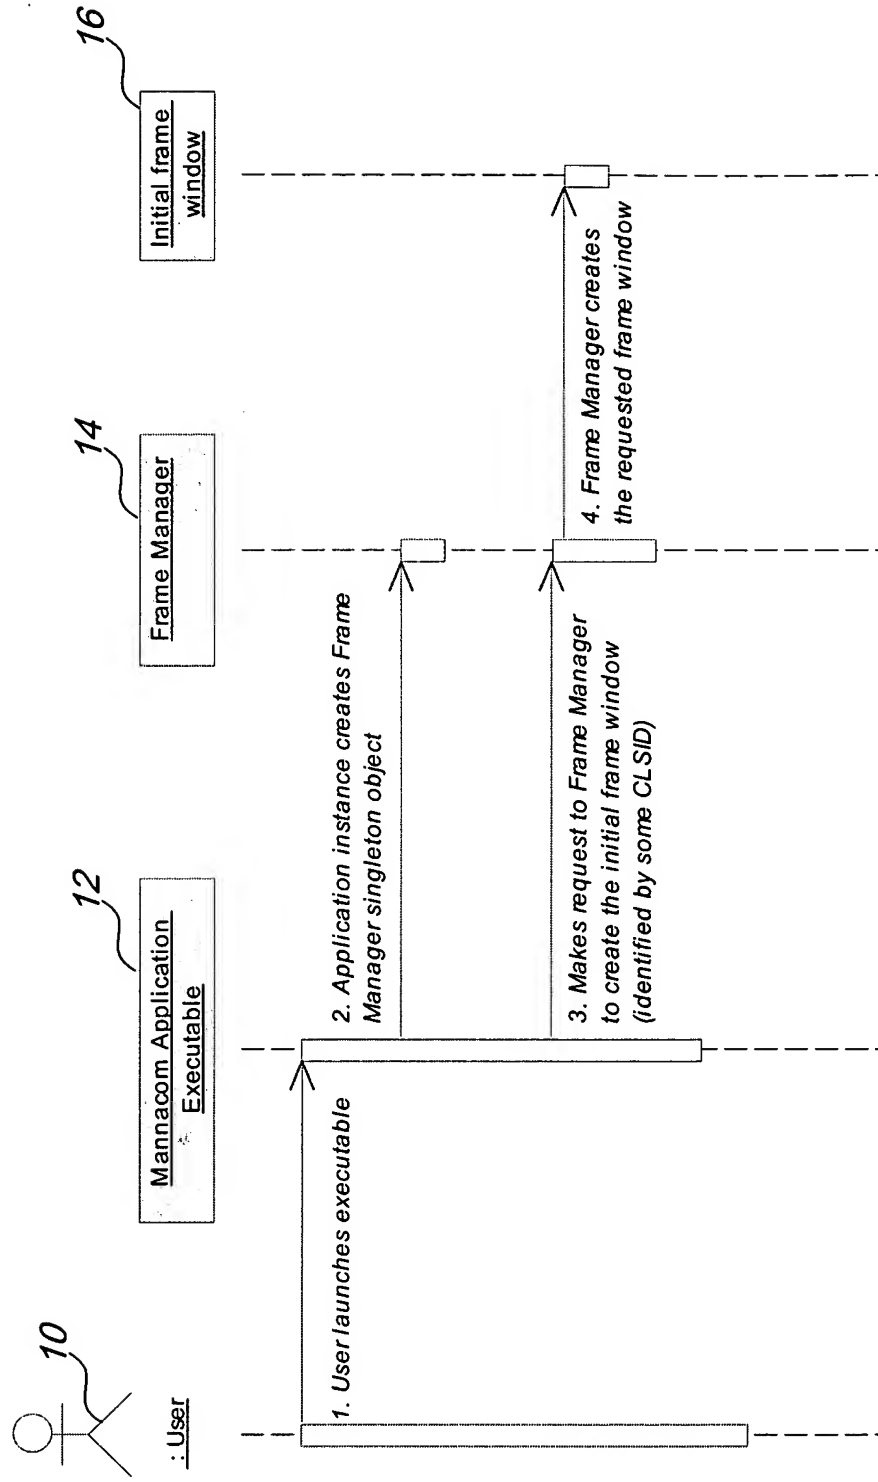 10
: User
12
Mannacom Application
Executable
14
Frame Manager
16
Initial frame
window
1. User launches executable
2. Application instance creates Frame
Manager singleton object
3. Makes request to Frame Manager
to create the initial frame window
(identified by some CLSID)
4. Frame Manager creates
the requested frame window